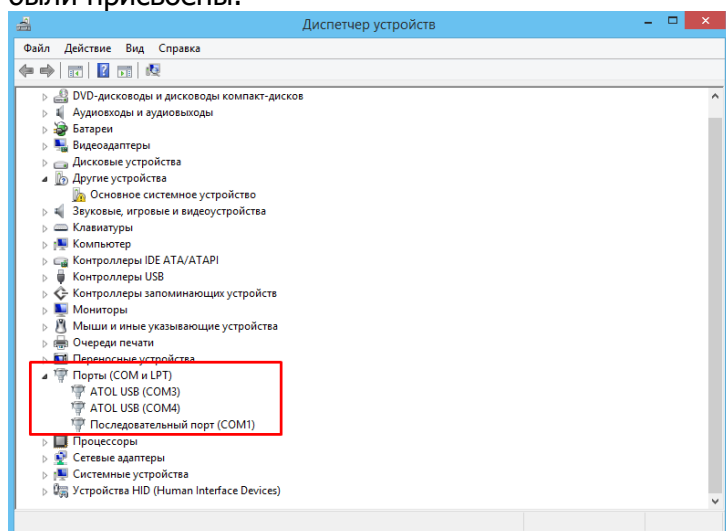 были присвоены.
Диспетчер устройств
Файл Действие Вид Справка
DVD-дисководы и дисководы компакт-дисков
Аудиовходы и аудиовыходы
Батареи
Видеоадаптеры
Дисковые устройства
Другие устройства
Основное системное устройство
Звуковые, игровые и видеоустройства
Клавиатуры
Компьютер
Контроллеры IDE ATA/ATAPI
Контроллеры USB
Контроллеры запоминающих устройств
Мониторы
Мыши и иные указывающие устройства
Очереди печати
Переносные устройства
Порты (COM и LPT)
ATOL USB (COM3)
ATOL USB (COM4)
Последовательный порт (COM1)
Процессоры
Сетевые адаптеры
Системные устройства
Устройства HID (Human Interface Devices)